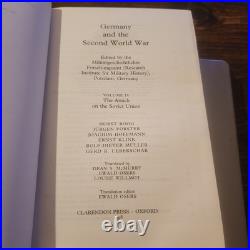 Germany
and the
Second World War
Edited by the
Militärgeschichtliches
Forschungsamt (Research
Institute for Military History),
Potsdam, Germany
VOLUME IV
The Attack
on the Soviet Union
HORST BOOG
JÜRGEN FÖRSTER
JOACHIM HOFFMANN
ERNST KLINK
ROLF-DIETER MÜLLER
GERD R. UEBERSCHÄR
Translated by
DEAN S. McMURRY
EWALD OSERS
LOUISE WILLMOT
Translation editor
EWALD OSERS
CLARENDON PRESS · OXFORD